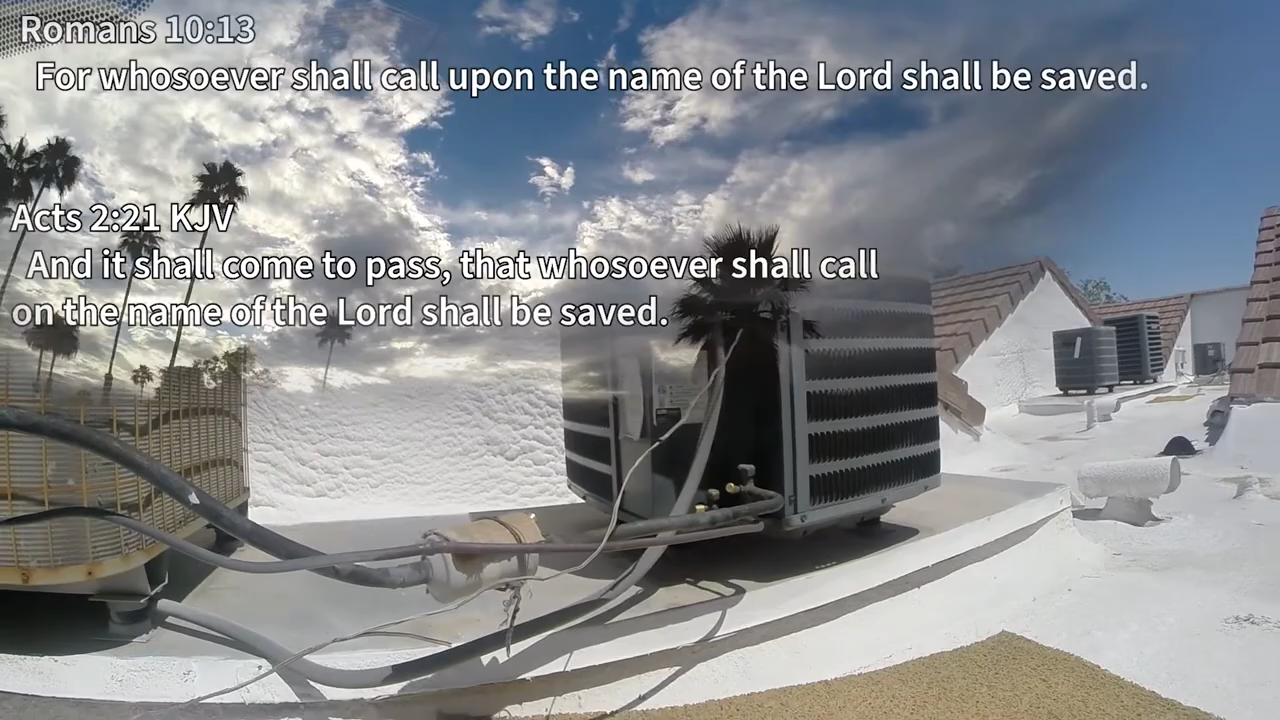 Romans 10:13
For whosoever shall call upon the name of the Lord shall be saved.
Acts 2:21 KJV
And it shall come to pass, that whosoever shall call
on the name of the Lord shall be saved.